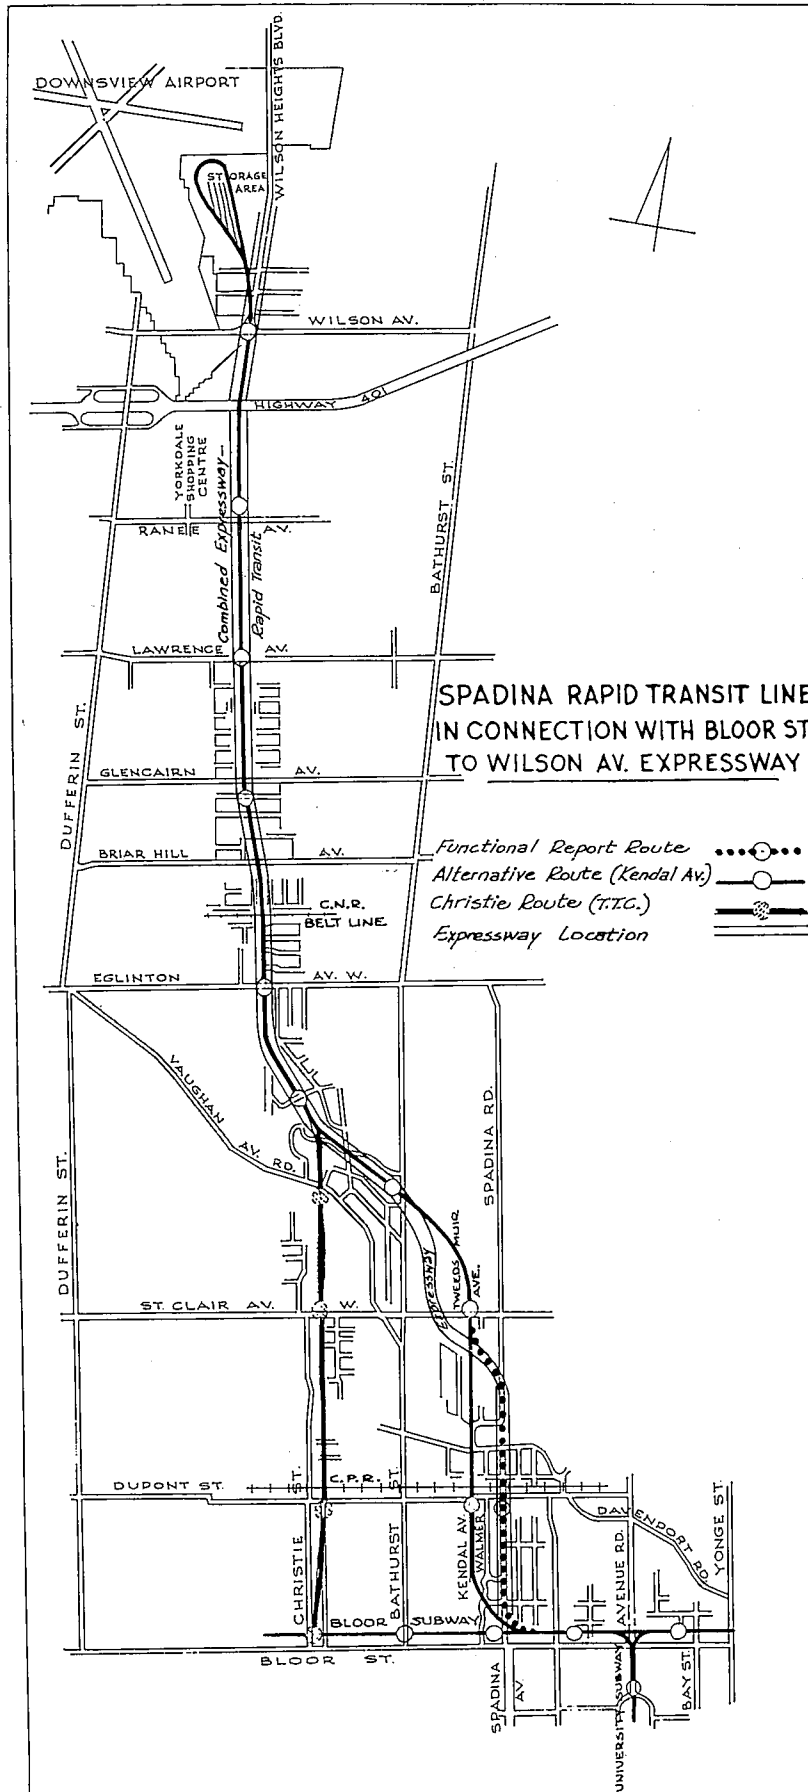 DOWNSVIEW AIRPORT
WILSON HEIGHTS BLVD.
STORAGE
AREA
WILSON AV.
HIGHWAY 401
YORKDALE
SHOPPING
CENTRE
Combined Expressway-
Rapid Transit
RANEE AV.
BATHURST ST.
LAWRENCE AV.
SPADINA RAPID TRANSIT LINE
IN CONNECTION WITH BLOOR ST
TO WILSON AV. EXPRESSWAY
DUFFERIN ST.
GLENCAIRN AV.
BRIAR HILL AV.
Functional Report Route
Alternative Route (Kendal Av.)
Christie Route (T.T.C.)
Expressway Location
C.N.R.
BELT LINE
EGLINTON AV. W.
VAUGHAN RD.
AV.
SPADINA RD.
DUFFERIN ST.
TWEEDSMUIR AVE.
Expressway
ST. CLAIR AV. W.
C.P.R.
DUPONT ST.
CHRISTIE ST.
BATHURST ST.
KENDAL AV.
WALMER
DAVENPORT RD.
AVENUE RD.
YONGE ST.
BLOOR SUBWAY
BLOOR ST.
SPADINA AV.
UNIVERSITY SUBWAY
BAY ST.